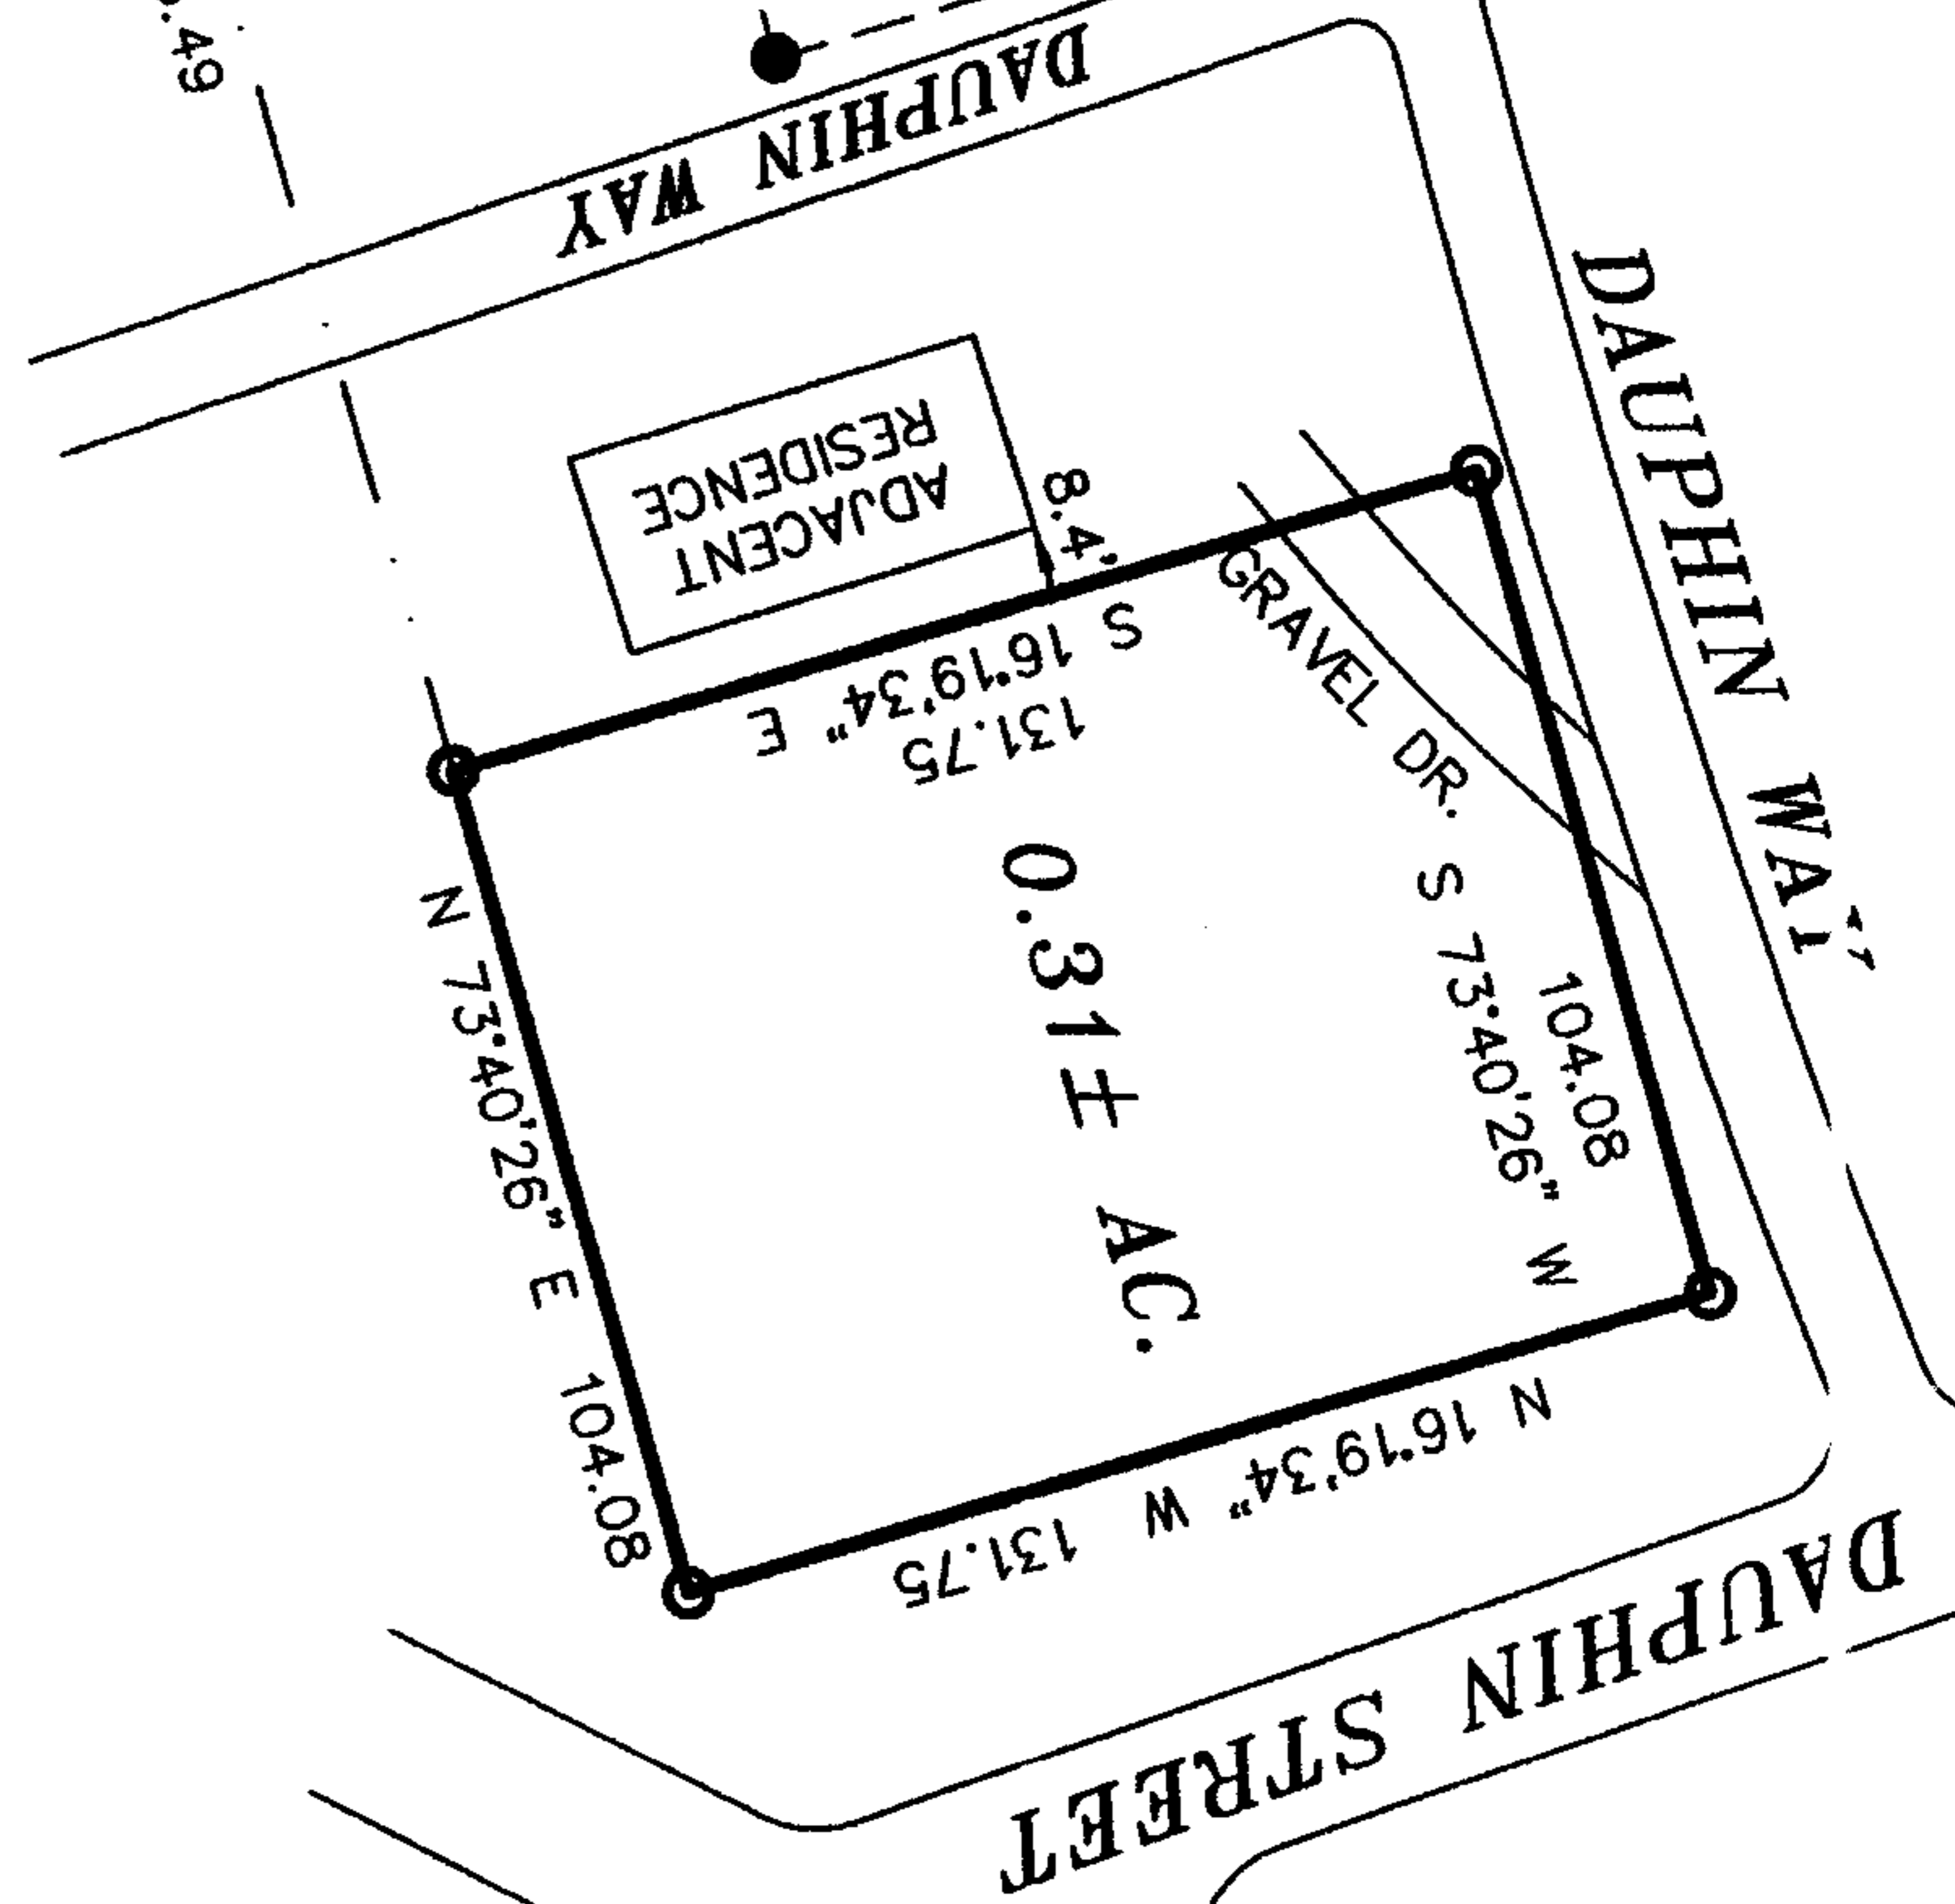 .49
DAUPHIN WAY
DAUPHIN
ADJACENT
RESIDENCE
8.4'
GRAVEL DR.
S 16°19'34" E
131.75
0.31± AC.
S 73°40'26" W
104.08
N 73°40'26" E 104.08
N 16°19'34" W 131.75
DAUPHIN STREET